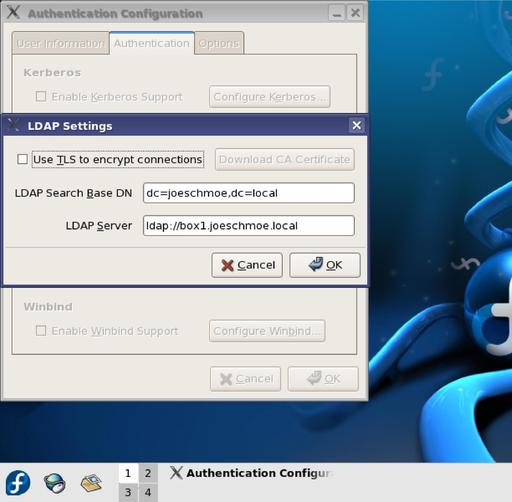 Authentication Configuration
User Information Authentication Options
Kerberos
Enable Kerberos Support Configure Kerberos...
LDAP Settings
Use TLS to encrypt connections Download CA Certificate
LDAP Search Base DN dc=joeschmoe,dc=local
LDAP Server ldap://box1.joeschmoe.local
Cancel OK
Winbind
Enable Winbind Support Configure Winbind...
Cancel OK
1 2 Authentication Configur
3 4